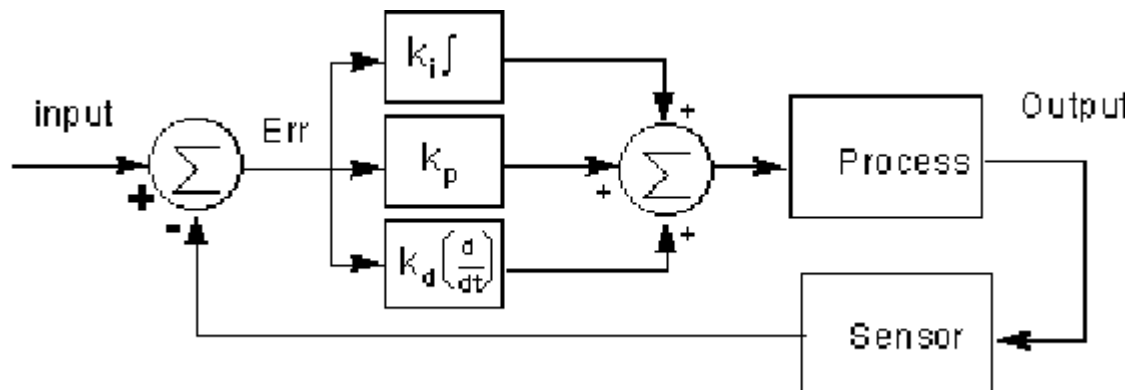 input
Err
k_i∫
k_p
k_d(d/dt)
Σ
Σ
+
-
+
+
+
Process
Output
Sensor